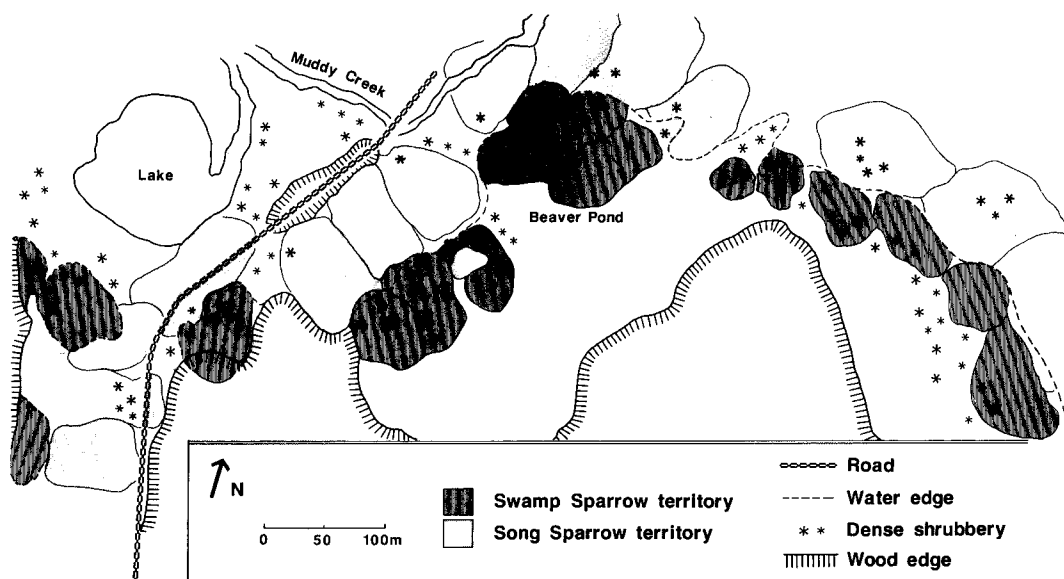 Muddy Creek
Lake
Beaver Pond
N
0 50 100m
Swamp Sparrow territory
Song Sparrow territory
Road
Water edge
Dense shrubbery
Wood edge